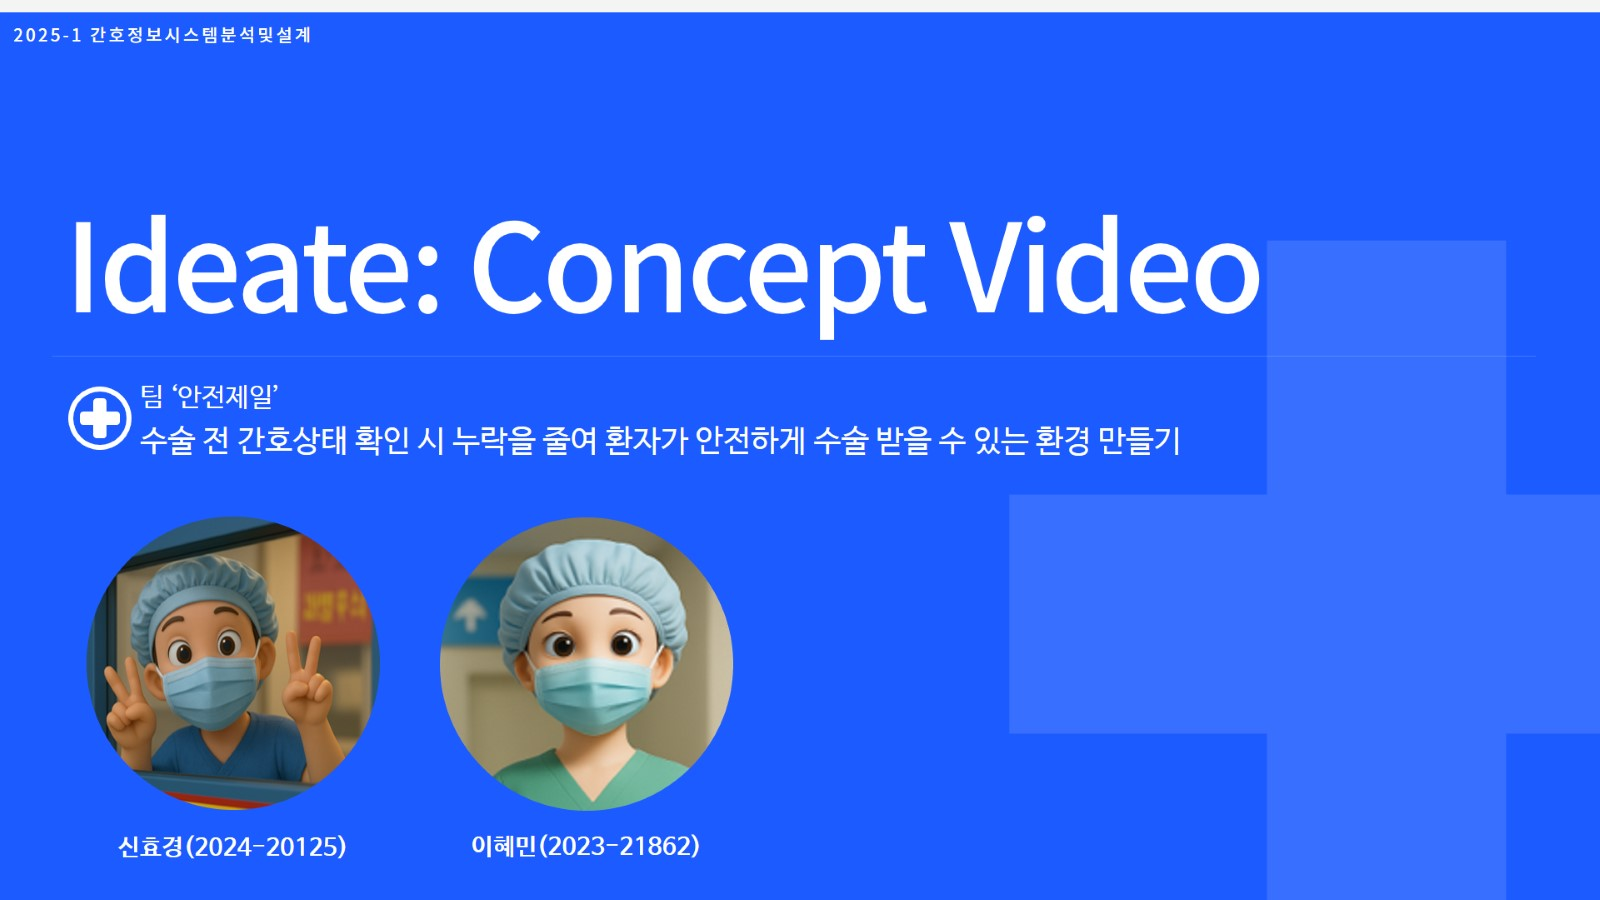 2025-1 간호정보시스템분석및설계
Ideate: Concept Video
팀 ‘안전제일’
수술 전 간호상태 확인 시 누락을 줄여 환자가 안전하게 수술 받을 수 있는 환경 만들기
신효경(2024-20125)
이혜민(2023-21862)